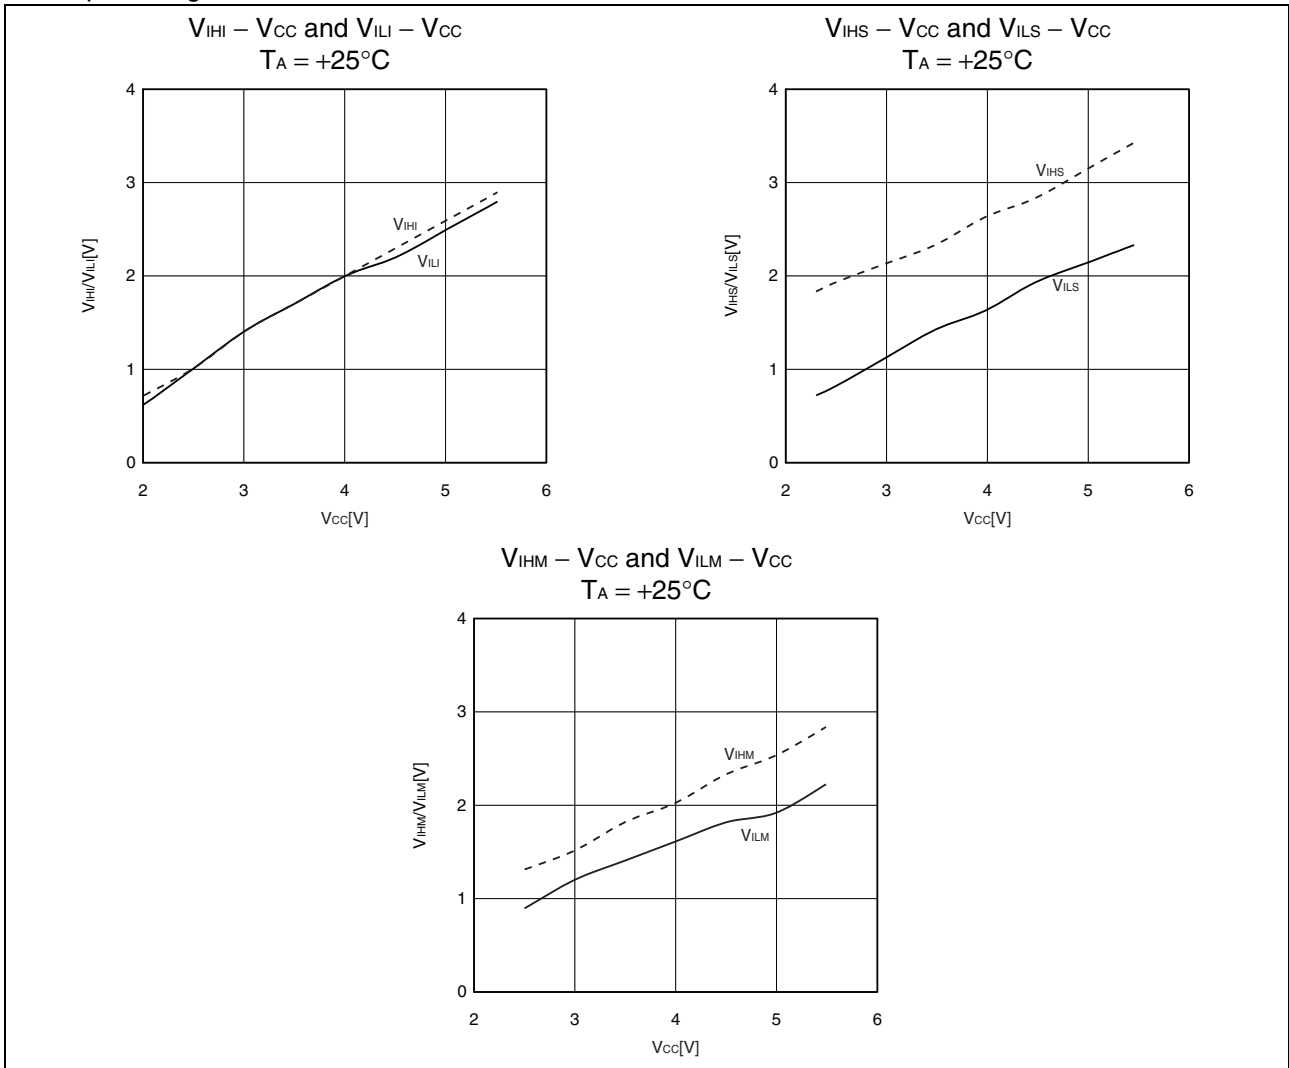 VIHI – VCC and VILI – VCC
TA = +25°C
4
3
2
1
0
VIHI/VILI[V]
VIHI
VILI
2 3 4 5 6
VCC[V]
VIHS – VCC and VILS – VCC
TA = +25°C
4
3
2
1
0
VIHS/VILS[V]
VIHS
VILS
2 3 4 5 6
VCC[V]
VIHM – VCC and VILM – VCC
TA = +25°C
4
3
2
1
0
VIHM/VILM[V]
VIHM
VILM
2 3 4 5 6
VCC[V]